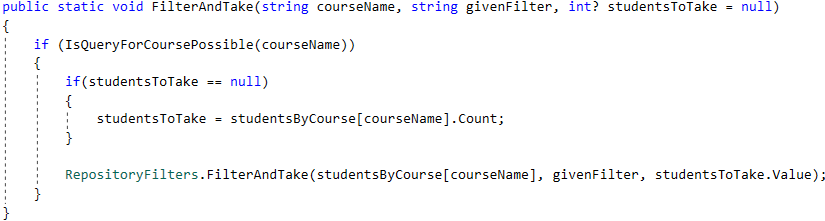 public static void FilterAndTake(string courseName, string givenFilter, int? studentsToTake = null)
{
    if (IsQueryForCoursePossible(courseName))
    {
        if(studentsToTake == null)
        {
            studentsToTake = studentsByCourse[courseName].Count;
        }

        RepositoryFilters.FilterAndTake(studentsByCourse[courseName], givenFilter, studentsToTake.Value);
    }
}